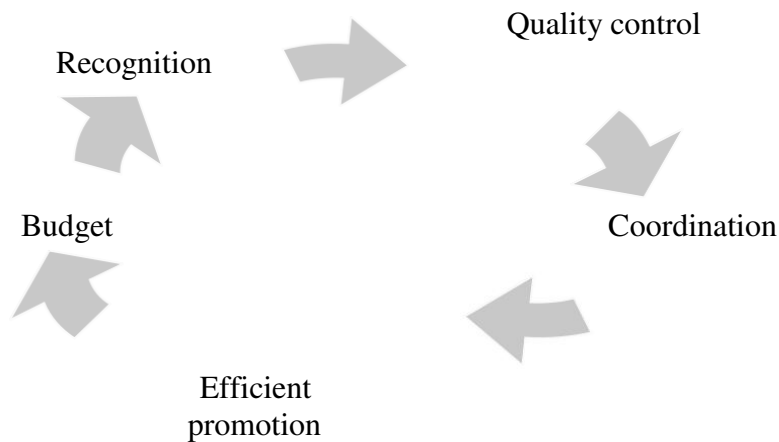 Quality control
Recognition
Budget
Coordination
Efficient
promotion